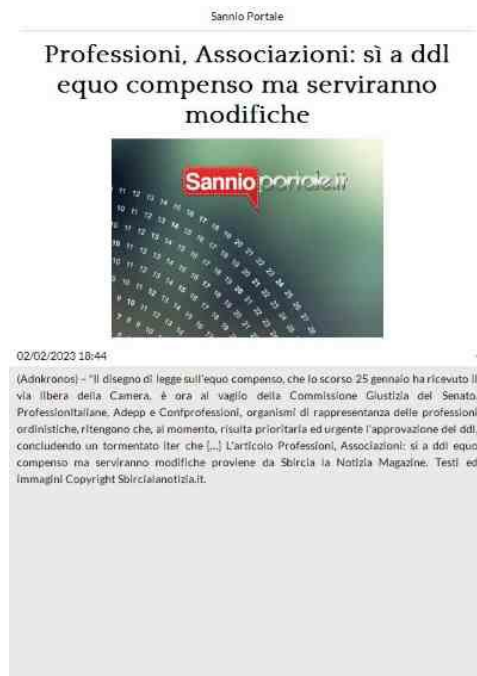 Sannio Portale
Professioni, Associazioni: sì a ddl
equo compenso ma serviranno
modifiche
Sannio portale.it
02/02/2023 18:44
(Adnkronos) – "Il disegno di legge sull'equo compenso, che lo scorso 25 gennaio ha ricevuto il
via libera della Camera, è ora al vaglio della Commissione Giustizia del Senato.
ProfessionItaliane, Adepp e Confprofessioni, organismi di rappresentanza delle professioni
ordinistiche, ritengono che, al momento, risulta prioritaria ed urgente l'approvazione del ddl,
concludendo un tormentato iter che [...] L'articolo Professioni, Associazioni: sì a ddl equo
compenso ma serviranno modifiche proviene da Sbircia la Notizia Magazine. Testi ed
immagini Copyright Sbircialanotizia.it.